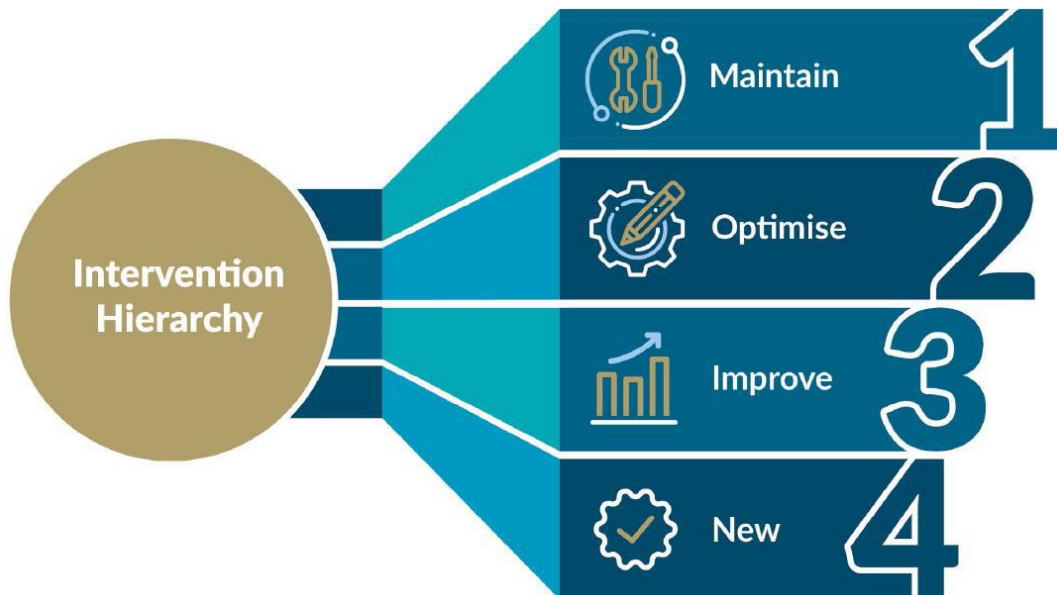 Intervention
Hierarchy
Maintain 1
Optimise 2
Improve 3
New 4